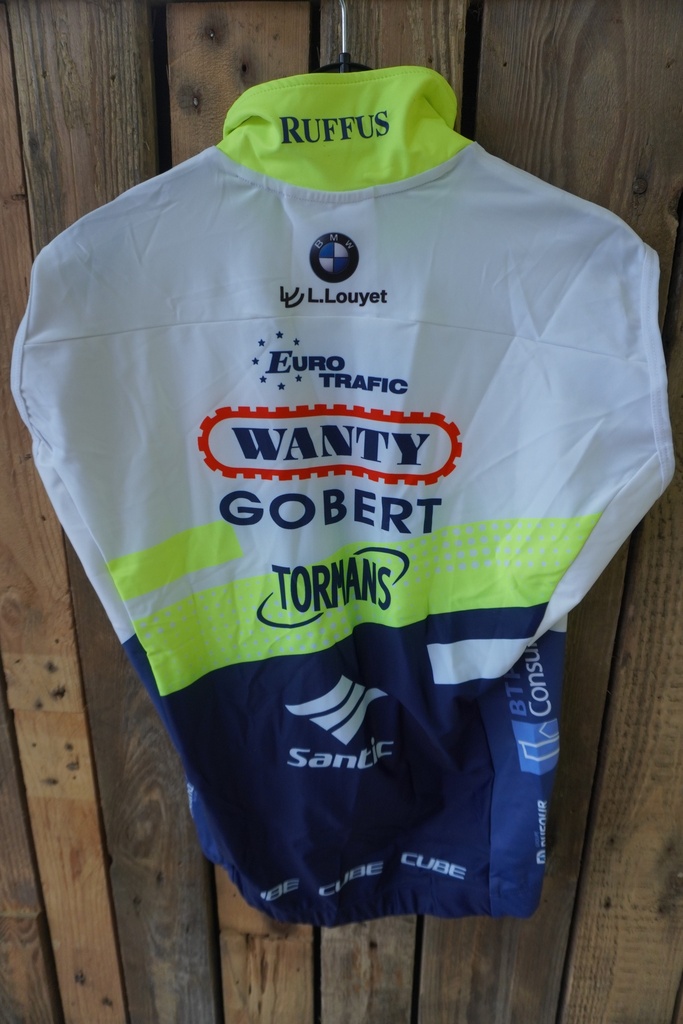 RUFFUS
BMW
L.Louyet
EURO
TRAFIC
WANTY
GOBERT
TORMANS
Santic
CUBE CUBE